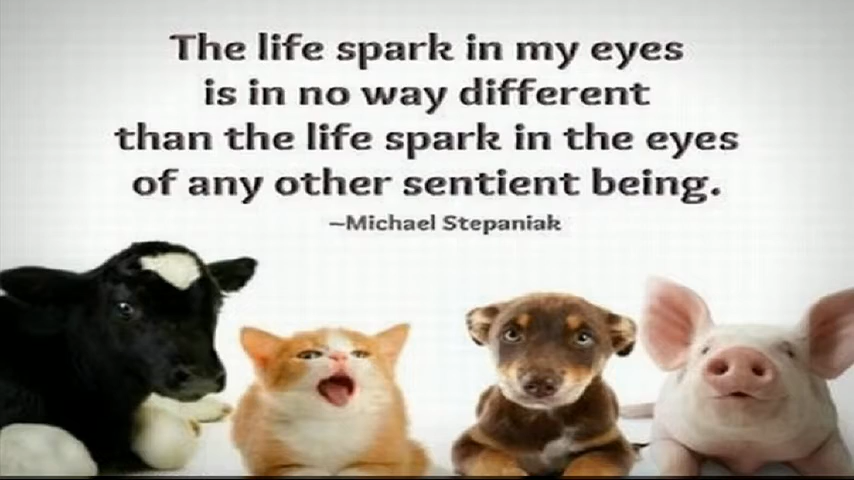 The life spark in my eyes
is in no way different
than the life spark in the eyes
of any other sentient being.
~Michael Stepaniak